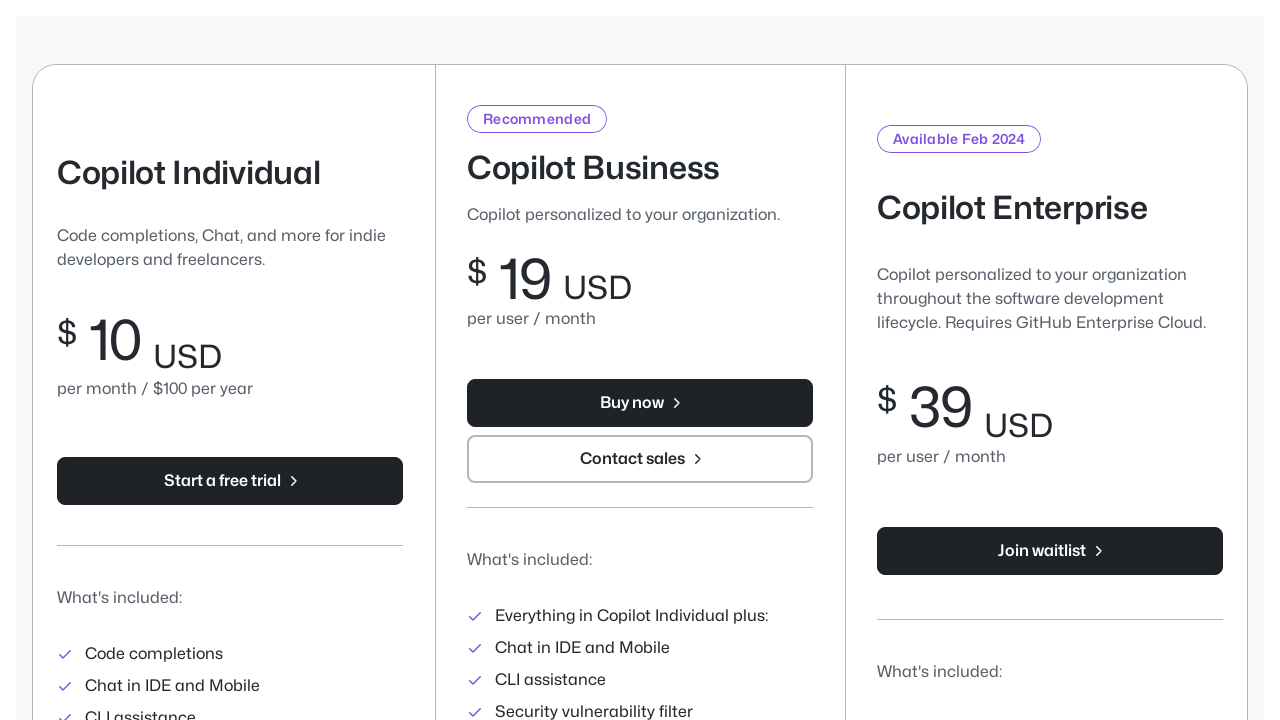 Copilot Individual
Code completions, Chat, and more for indie
developers and freelancers.
$ 10 USD
per month / $100 per year
Start a free trial
What's included:
Code completions
Chat in IDE and Mobile
CLI assistance
Recommended
Copilot Business
Copilot personalized to your organization.
$ 19 USD
per user / month
Buy now
Contact sales
What's included:
Everything in Copilot Individual plus:
Chat in IDE and Mobile
CLI assistance
Security vulnerability filter
Available Feb 2024
Copilot Enterprise
Copilot personalized to your organization
throughout the software development
lifecycle. Requires GitHub Enterprise Cloud.
$ 39 USD
per user / month
Join waitlist
What's included: